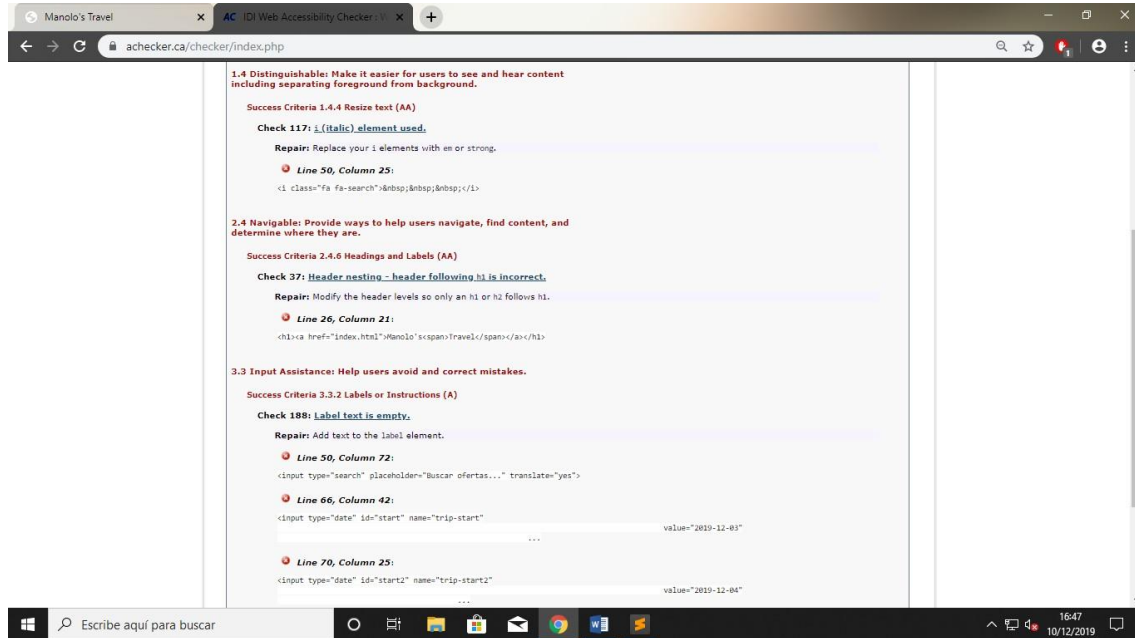 Manolo's Travel
AC IDI Web Accessibility Checker :
achecker.ca/checker/index.php
1.4 Distinguishable: Make it easier for users to see and hear content
including separating foreground from background.
Success Criteria 1.4.4 Resize text (AA)
Check 117: i (italic) element used.
Repair: Replace your i elements with em or strong.
Line 50, Column 25:
<i class="fa fa-search">&nbsp;&nbsp;&nbsp;</i>
2.4 Navigable: Provide ways to help users navigate, find content, and
determine where they are.
Success Criteria 2.4.6 Headings and Labels (AA)
Check 37: Header nesting - header following h1 is incorrect.
Repair: Modify the header levels so only an h1 or h2 follows h1.
Line 26, Column 21:
<h1><a href="index.html">Manolo's<span>Travel</span></a></h1>
3.3 Input Assistance: Help users avoid and correct mistakes.
Success Criteria 3.3.2 Labels or Instructions (A)
Check 188: Label text is empty.
Repair: Add text to the label element.
Line 50, Column 72:
<input type="search" placeholder="Buscar ofertas..." translate="yes">
Line 66, Column 42:
<input type="date" id="start" name="trip-start"
value="2019-12-03"
...
Line 70, Column 25:
<input type="date" id="start2" name="trip-start2"
value="2019-12-04"
...
Escribe aquí para buscar
16:47
10/12/2019